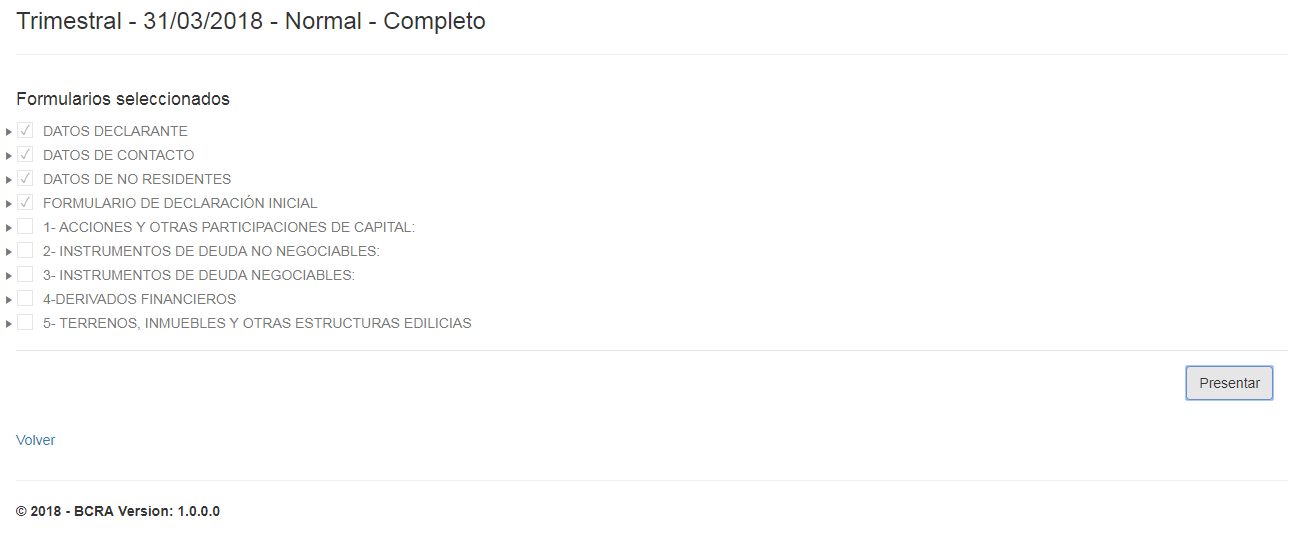 Trimestral - 31/03/2018 - Normal - Completo
Formularios seleccionados
DATOS DECLARANTE
DATOS DE CONTACTO
DATOS DE NO RESIDENTES
FORMULARIO DE DECLARACIÓN INICIAL
1- ACCIONES Y OTRAS PARTICIPACIONES DE CAPITAL:
2- INSTRUMENTOS DE DEUDA NO NEGOCIABLES:
3- INSTRUMENTOS DE DEUDA NEGOCIABLES:
4-DERIVADOS FINANCIEROS
5- TERRENOS, INMUEBLES Y OTRAS ESTRUCTURAS EDILICIAS
Presentar
Volver
© 2018 - BCRA Version: 1.0.0.0